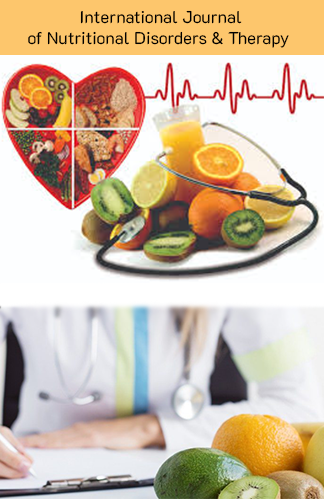 International Journal
of Nutritional Disorders & Therapy